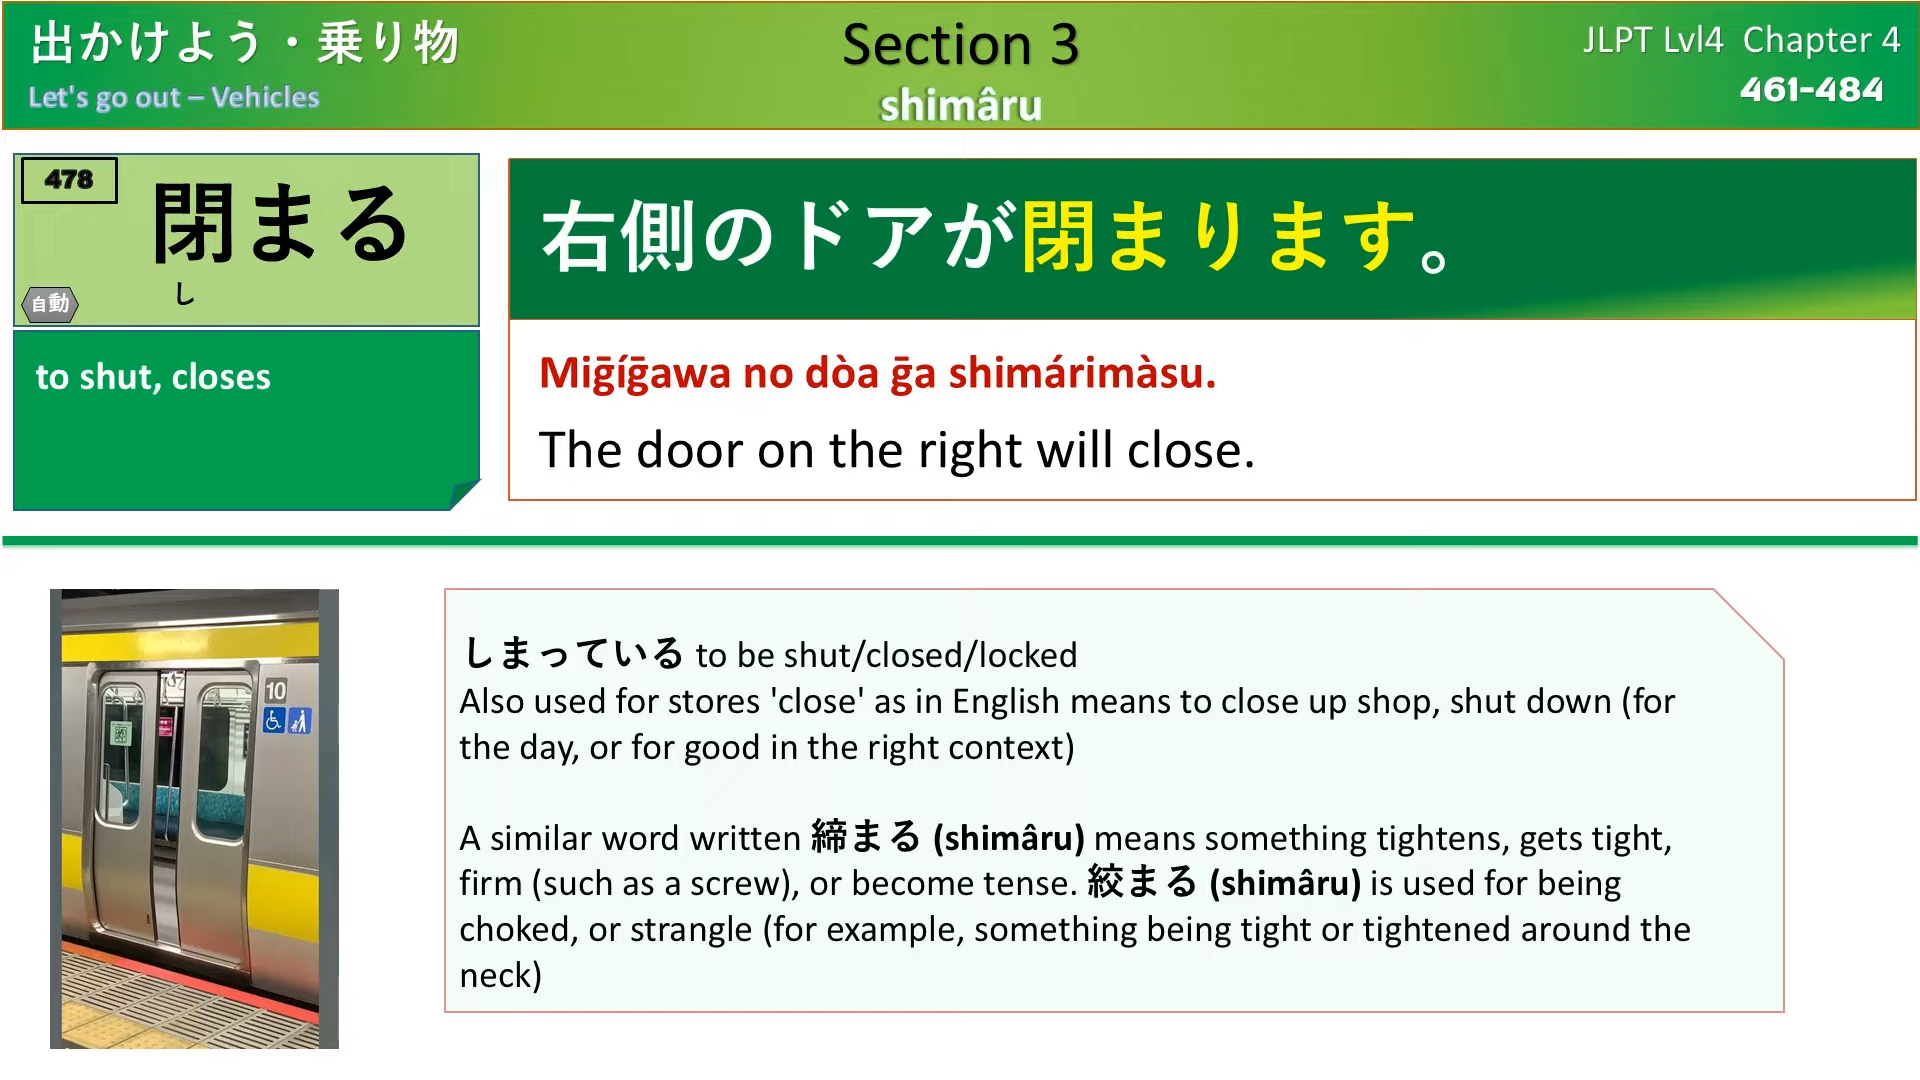 出かけよう・乗り物
Let's go out – Vehicles
Section 3
shimâru
JLPT Lvl4 Chapter 4
461-484
478
閉まる
し
自動
to shut, closes
右側のドアが閉まります。
Miḡíḡawa no dòa ḡa shimárimàsu.
The door on the right will close.
10
しまっている to be shut/closed/locked
Also used for stores 'close' as in English means to close up shop, shut down (for
the day, or for good in the right context)
A similar word written 締まる (shimâru) means something tightens, gets tight,
firm (such as a screw), or become tense. 絞まる (shimâru) is used for being
choked, or strangle (for example, something being tight or tightened around the
neck)